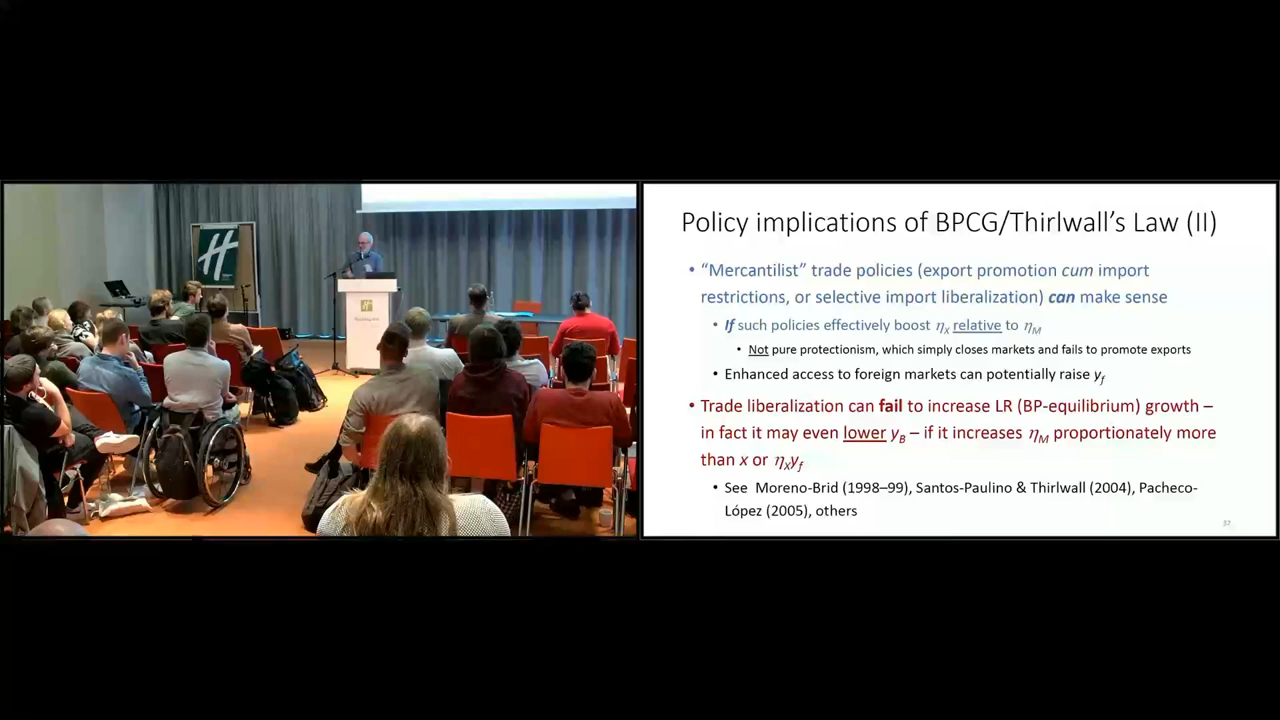 H
Policy implications of BPCG/Thirlwall's Law (II)
• “Mercantilist” trade policies (export promotion cum import
restrictions, or selective import liberalization) can make sense
• If such policies effectively boost ηX relative to ηM
• Not pure protectionism, which simply closes markets and fails to promote exports
• Enhanced access to foreign markets can potentially raise yf
• Trade liberalization can fail to increase LR (BP-equilibrium) growth –
in fact it may even lower yB – if it increases ηM proportionately more
than x or ηxyf
• See Moreno-Brid (1998–99), Santos-Paulino & Thirlwall (2004), Pacheco-
López (2005), others
37